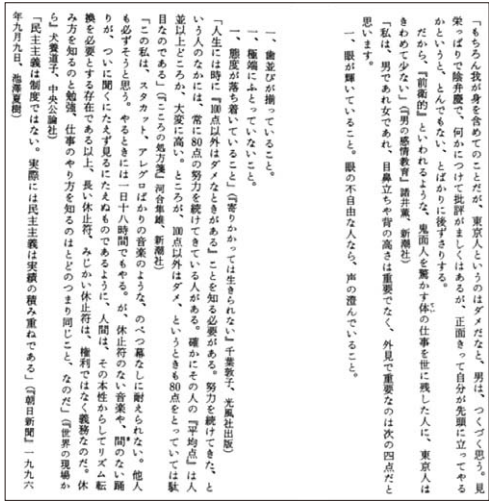 「もちろん我が身を含めてのことだが、東京人というのはダメだなと、男は、つくづく思う。見
栄っぱりで陰弁慶で、何かにつけて批評がましくはあるが、正面きって自分が先頭に立ってやる
かというと、とんでもない、とばかりに後ずさりする。
だから、『前衛的』といわれるような、鬼面人を驚かす体の仕事を世に残した人に、東京人は
きわめて少ない」(『男の感情教育』諸井薫、新潮社)
「私は、男であれ女であれ、目鼻立ちや背の高さは重要でなく、外見で重要なのは次の四点だと
思います。
一、眼が輝いていること。眼の不自由な人なら、声の澄んでいること。
一、歯並びが揃っていること。
一、極端にふとっていないこと。
一、態度が落ち着いていること」(『寄りかかっては生きられない』千葉敦子、光風社出版)
「人生には時に『100点以外はダメなときがある』ことを知る必要がある。努力を続けてきた、と
いう人のなかには、常に80点の努力を続けてきている人がある。確かにその人の『平均点』は人
並以上どころか、大変に高い。ところが、100点以外はダメ、というときも80点をとっていては駄
目なのである」(『こころの処方箋』河合隼雄、新潮社)
「この私は、スタカット、アレグロばかりの音楽のような、のべつ幕なしに耐えられない。他人
も必ずそうと思う。やるときには一日十八時間でもやる。が、休止符のない音楽や、間のない踊
りが、ついに聞くにたえず見るにたえぬものであるように、人間は、その本性からしてリズム転
換を必要とする存在である以上、長い休止符、みじかい休止符は、権利ではなく義務なのだ。休
み方を知るのと勉強、仕事のやり方を知るのはとどのつまり同じこと、なのだ」(『世界の現場か
ら』犬養道子、中央公論社)
「民主主義は制度ではない。実際には民主主義は実績の積み重ねである」(『朝日新聞』一九九六
年九月九日、池澤夏樹)